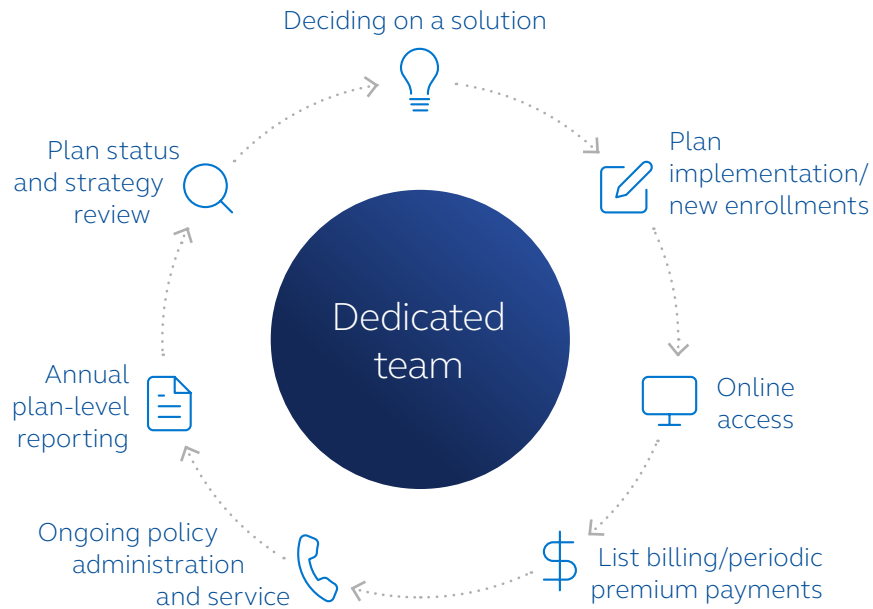 Deciding on a solution
Plan
implementation/
new enrollments
Online
access
List billing/periodic
premium payments
Ongoing policy
administration
and service
Annual
plan-level
reporting
Plan status
and strategy
review
Dedicated
team